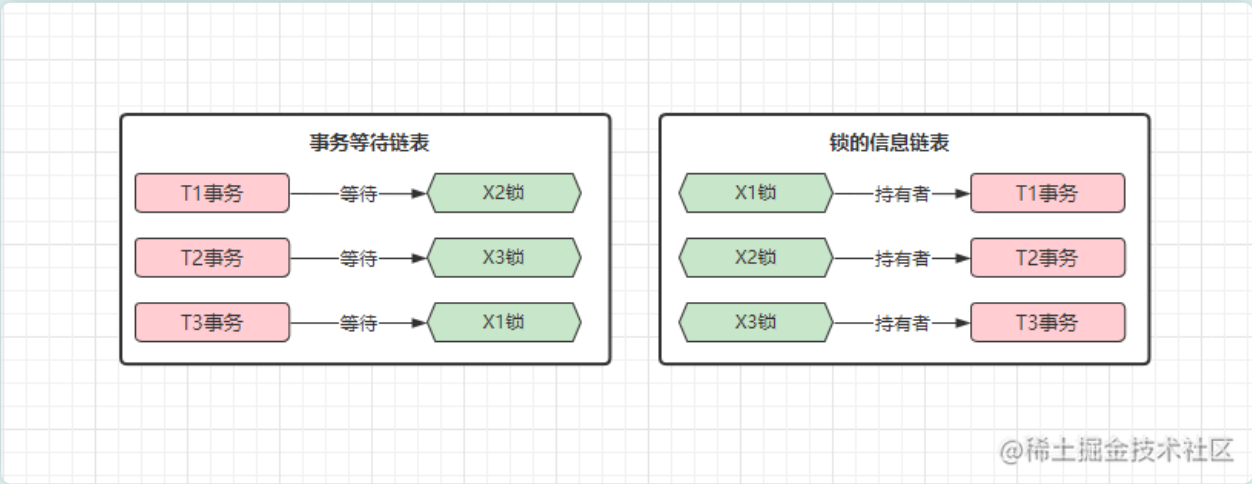 事务等待链表
T1事务 等待 X2锁
T2事务 等待 X3锁
T3事务 等待 X1锁
锁的信息链表
X1锁 持有者 T1事务
X2锁 持有者 T2事务
X3锁 持有者 T3事务
@稀土掘金技术社区